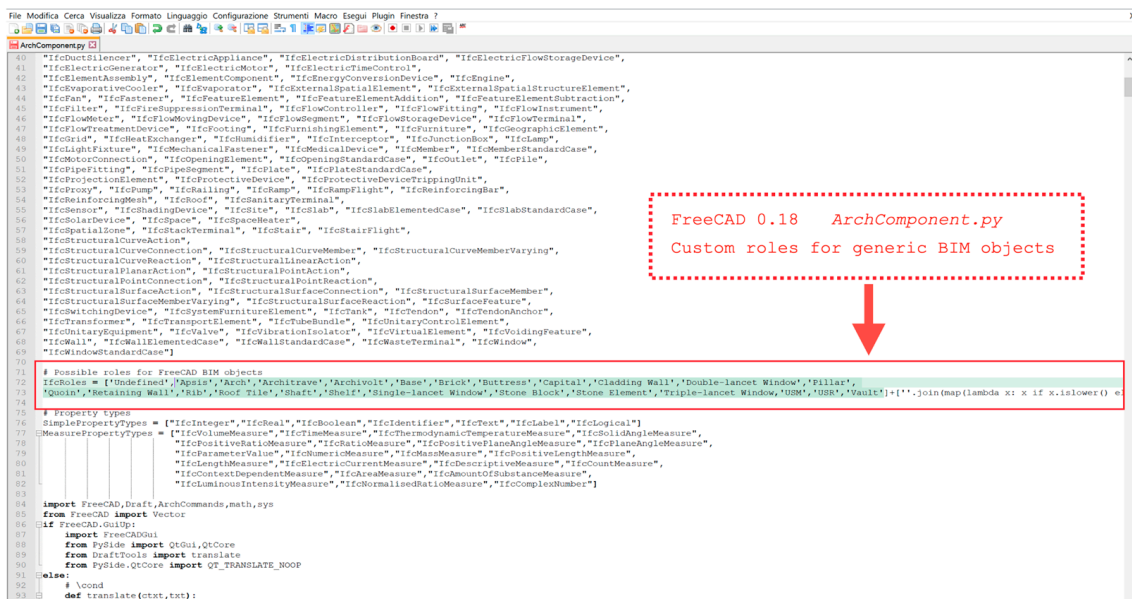 File Modifica Cerca Visualizza Formato Linguaggio Configurazione Strumenti Macro Esegui Plugin Finestra ?
ArchComponent.py
40 "IfcDuctSilencer", "IfcElectricAppliance", "IfcElectricDistributionBoard", "IfcElectricFlowStorageDevice",
41 "IfcElectricGenerator", "IfcElectricMotor", "IfcElectricTimeControl",
42 "IfcElementAssembly", "IfcElementComponent", "IfcEnergyConversionDevice", "IfcEngine",
43 "IfcEvaporativeCooler", "IfcEvaporator", "IfcExternalSpatialElement", "IfcExternalSpatialStructureElement",
44 "IfcFan", "IfcFastener", "IfcFeatureElement", "IfcFeatureElementAddition", "IfcFeatureElementSubtraction",
45 "IfcFilter", "IfcFireSuppressionTerminal", "IfcFlowController", "IfcFlowFitting", "IfcFlowInstrument",
46 "IfcFlowMeter", "IfcFlowMovingDevice", "IfcFlowSegment", "IfcFlowStorageDevice", "IfcFlowTerminal",
47 "IfcFlowTreatmentDevice", "IfcFooting", "IfcFurnishingElement", "IfcFurniture", "IfcGeographicElement",
48 "IfcGrid", "IfcHeatExchanger", "IfcHumidifier", "IfcInterceptor", "IfcJunctionBox", "IfcLamp",
49 "IfcLightFixture", "IfcMechanicalFastener", "IfcMedicalDevice", "IfcMember", "IfcMemberStandardCase",
50 "IfcMotorConnection", "IfcOpeningElement", "IfcOpeningStandardCase", "IfcOutlet", "IfcPile",
51 "IfcPipeFitting", "IfcPipeSegment", "IfcPlate", "IfcPlateStandardCase",
52 "IfcProjectionElement", "IfcProtectiveDevice", "IfcProtectiveDeviceTrippingUnit",
53 "IfcProxy", "IfcPump", "IfcRailing", "IfcRamp", "IfcRampFlight", "IfcReinforcingBar",
54 "IfcReinforcingMesh", "IfcRoof", "IfcSanitaryTerminal",
55 "IfcSensor", "IfcShadingDevice", "IfcSite", "IfcSlab", "IfcSlabElementedCase", "IfcSlabStandardCase",
56 "IfcSolarDevice", "IfcSpace", "IfcSpaceHeater",
57 "IfcSpatialZone", "IfcStackTerminal", "IfcStair", "IfcStairFlight",
58 "IfcStructuralCurveAction",
59 "IfcStructuralCurveConnection", "IfcStructuralCurveMember", "IfcStructuralCurveMemberVarying",
60 "IfcStructuralCurveReaction", "IfcStructuralLinearAction",
61 "IfcStructuralPlanarAction", "IfcStructuralPointAction",
62 "IfcStructuralPointConnection", "IfcStructuralPointReaction",
63 "IfcStructuralSurfaceAction", "IfcStructuralSurfaceConnection", "IfcStructuralSurfaceMember",
64 "IfcStructuralSurfaceMemberVarying", "IfcStructuralSurfaceReaction", "IfcSurfaceFeature",
65 "IfcSwitchingDevice", "IfcSystemFurnitureElement", "IfcTank", "IfcTendon", "IfcTendonAnchor",
66 "IfcTransformer", "IfcTransportElement", "IfcTubeBundle", "IfcUnitaryControlElement",
67 "IfcUnitaryEquipment", "IfcValve", "IfcVibrationIsolator", "IfcVirtualElement", "IfcVoidingFeature",
68 "IfcWall", "IfcWallElementedCase", "IfcWallStandardCase", "IfcWasteTerminal", "IfcWindow",
69 "IfcWindowStandardCase"]
70
FreeCAD 0.18 ArchComponent.py
Custom roles for generic BIM objects
71 # Possible roles for FreeCAD BIM objects
72 IfcRoles = ['Undefined','Apsis','Arch','Architrave','Archivolt','Base','Brick','Buttress','Capital','Cladding Wall','Double-lancet Window','Pillar',
73 'Quoin','Retaining Wall','Rib','Roof Tile','Shaft','Shelf','Single-lancet Window','Stone Block','Stone Element','Triple-lancet Window,'USM','USR','Vault']+[''.join(map(lambda x: x if x.islower() el
74
75 # Property types
76 SimplePropertyTypes = ["IfcInteger","IfcReal","IfcBoolean","IfcIdentifier","IfcText","IfcLabel","IfcLogical"]
77 MeasurePropertyTypes = ["IfcVolumeMeasure","IfcTimeMeasure","IfcThermodynamicTemperatureMeasure","IfcSolidAngleMeasure",
78 "IfcPositiveRatioMeasure","IfcRatioMeasure","IfcPositivePlaneAngleMeasure","IfcPlaneAngleMeasure",
79 "IfcParameterValue","IfcNumericMeasure","IfcMassMeasure","IfcPositiveLengthMeasure",
80 "IfcLengthMeasure","IfcElectricCurrentMeasure","IfcDescriptiveMeasure","IfcCountMeasure",
81 "IfcContextDependentMeasure","IfcAreaMeasure","IfcAmountOfSubstanceMeasure",
82 "IfcLuminousIntensityMeasure","IfcNormalisedRatioMeasure","IfcComplexNumber"]
83
84 import FreeCAD,Draft,ArchCommands,math,sys
85 from FreeCAD import Vector
86 if FreeCAD.GuiUp:
87 import FreeCADGui
88 from PySide import QtGui,QtCore
89 from DraftTools import translate
90 from PySide.QtCore import QT_TRANSLATE_NOOP
91 else:
92 # \cond
93 def translate(ctxt,txt):